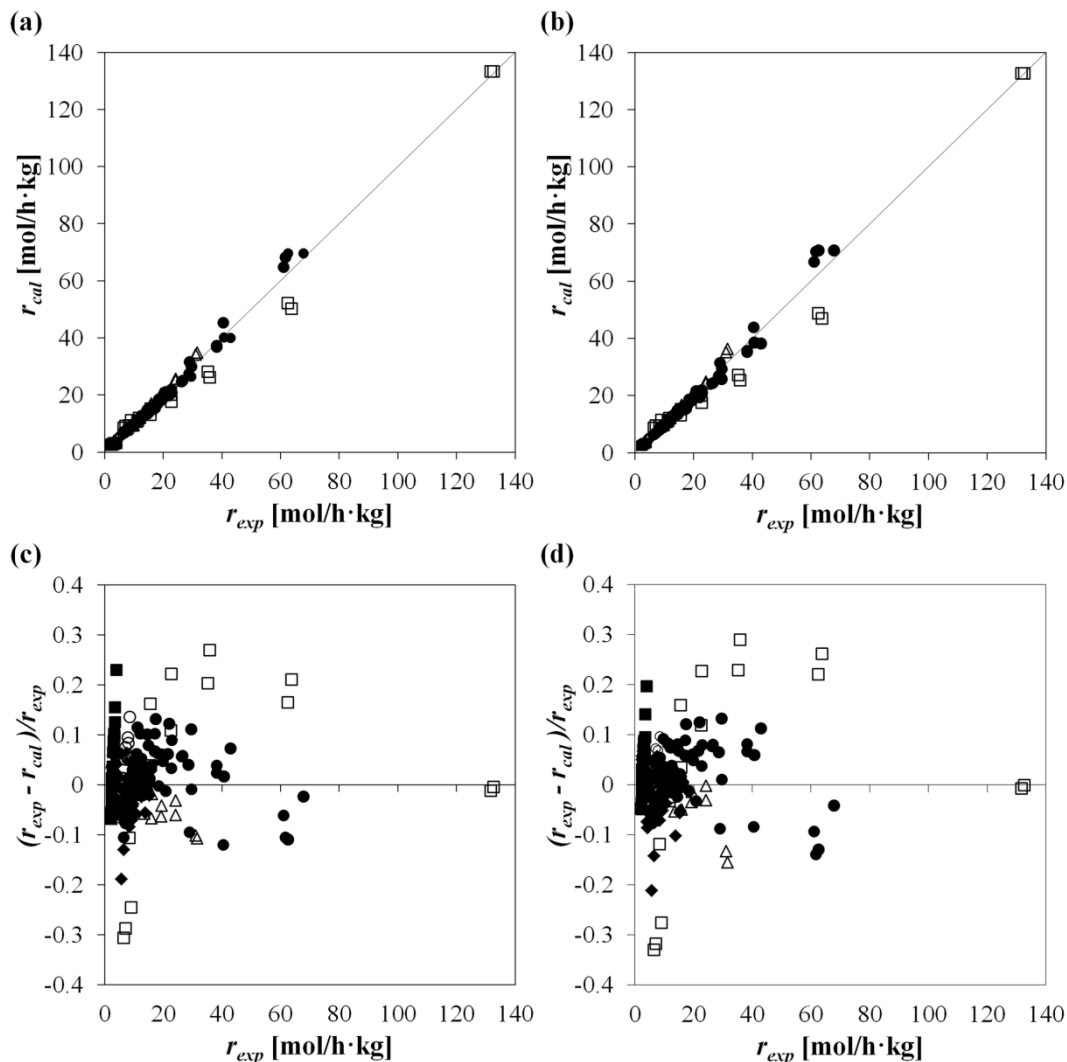 (a)
140
120
100
80
60
40
20
0
r_cal [mol/h·kg]
0 20 40 60 80 100 120 140
r_exp [mol/h·kg]
(b)
140
120
100
80
60
40
20
0
r_cal [mol/h·kg]
0 20 40 60 80 100 120 140
r_exp [mol/h·kg]
(c)
0.4
0.3
0.2
0.1
0
-0.1
-0.2
-0.3
-0.4
(r_exp - r_cal)/r_exp
0 20 40 60 80 100 120 140
r_exp [mol/h·kg]
(d)
0.4
0.3
0.2
0.1
0
-0.1
-0.2
-0.3
-0.4
(r_exp - r_cal)/r_exp
0 20 40 60 80 100 120 140
r_exp [mol/h·kg]